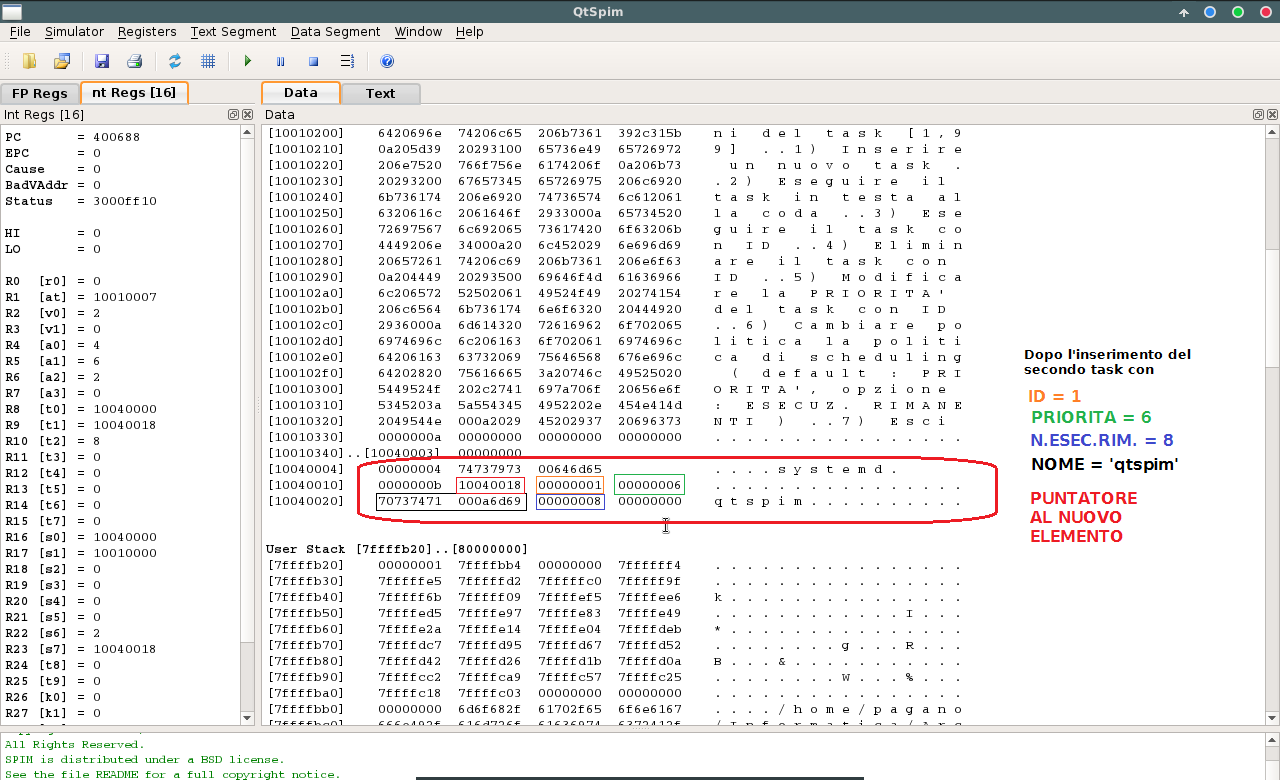 QtSpim
File Simulator Registers Text Segment Data Segment Window Help
FP Regs
nt Regs [16]
Data
Text
Int Regs [16]
PC = 400688
EPC = 0
Cause = 0
BadVAddr = 0
Status = 3000ff10
HI = 0
LO = 0
R0 [r0] = 0
R1 [at] = 10010007
R2 [v0] = 2
R3 [v1] = 0
R4 [a0] = 4
R5 [a1] = 6
R6 [a2] = 2
R7 [a3] = 0
R8 [t0] = 10040000
R9 [t1] = 10040018
R10 [t2] = 8
R11 [t3] = 0
R12 [t4] = 0
R13 [t5] = 0
R14 [t6] = 0
R15 [t7] = 0
R16 [s0] = 10040000
R17 [s1] = 10010000
R18 [s2] = 0
R19 [s3] = 0
R20 [s4] = 0
R21 [s5] = 0
R22 [s6] = 2
R23 [s7] = 10040018
R24 [t8] = 0
R25 [t9] = 0
R26 [k0] = 0
R27 [k1] = 0
Data
[10010200] 6420696e 74206c65 206b7361 392c315b n i d e l t a s k [ 1 , 9
[10010210] 0a205d39 20293100 65736e49 65726972 9 ] . . 1 ) I n s e r i r e
[10010220] 206e7520 766f756e 6174206f 0a206b73 u n n u o v o t a s k .
[10010230] 20293200 67657345 65726975 206c6920 . 2 ) E s e g u i r e i l
[10010240] 6b736174 206e6920 74736574 6c612061 t a s k i n t e s t a a l
[10010250] 6320616c 2061646f 2933000a 65734520 l a c o d a . . 3 ) E s e
[10010260] 72697567 6c692065 73617420 6f63206b g u i r e i l t a s k c o
[10010270] 4449206e 34000a20 6c452029 6e696d69 n I D . . 4 ) E l i m i n
[10010280] 20657261 74206c69 206b7361 206e6f63 a r e i l t a s k c o n
[10010290] 0a204449 20293500 69646f4d 61636966 I D . . 5 ) M o d i f i c a
[100102a0] 6c206572 52502061 49524f49 20274154 r e l a P R I O R I T A '
[100102b0] 206c6564 6b736174 6e6f6320 20444920 d e l t a s k c o n I D
[100102c0] 2936000a 6d614320 72616962 6f702065 . . 6 ) C a m b i a r e p o
[100102d0] 6974696c 6c206163 6f702061 6974696c l i t i c a l a p o l i t i
[100102e0] 64206163 63732069 75646568 676e696c c a d i s c h e d u l i n g
[100102f0] 64202820 75616665 3a20746c 49525020 ( d e f a u l t : P R I
[10010300] 5449524f 202c2741 697a706f 20656e6f O R I T A ' , o p z i o n e
[10010310] 5345203a 5a554345 4952202e 454e414d : E S E C U Z . R I M A N E
[10010320] 2049544e 000a2029 45202937 20696373 N T I ) . . 7 ) E s c i
[10010330] 0000000a 00000000 00000000 00000000 . . . . . . . . . . . . . . . .
[10010340]..[10040003] 00000000
[10040004] 00000004 74737973 00646d65 . . . . s y s t e m d .
[10040010] 0000000b 10040018 00000001 00000006 . . . . . . . . . . . . . . . .
[10040020] 70737471 000a6d69 00000008 00000000 q t s p i m . . . . . . . . . .
User Stack [7ffffb20]..[80000000]
[7ffffb20] 00000001 7ffffbb4 00000000 7ffffff4 . . . . . . . . . . . . . . . .
[7ffffb30] 7fffffe5 7fffffd2 7fffffc0 7fffff9f . . . . . . . . . . . . . . . .
[7ffffb40] 7fffff6b 7fffff09 7ffffef5 7ffffee6 k . . . . . . . . . . . . . . .
[7ffffb50] 7ffffed5 7ffffe97 7ffffe83 7ffffe49 . . . . . . . . . . . . I . . .
[7ffffb60] 7ffffe2a 7ffffe14 7ffffe04 7ffffdeb * . . . . . . . . . . . . . . .
[7ffffb70] 7ffffdc7 7ffffd95 7ffffd67 7ffffd52 . . . . . . . . g . . . R . . .
[7ffffb80] 7ffffd42 7ffffd26 7ffffd1b 7ffffd0a B . . . & . . . . . . . . . . .
[7ffffb90] 7ffffcc2 7ffffca9 7ffffc57 7ffffc25 . . . . . . . . W . . . % . . .
[7ffffba0] 7ffffc18 7ffffc03 00000000 00000000 . . . . . . . . . . . . . . . .
[7ffffbb0] 00000000 6d6f682f 61702f65 6f6e6167 . . . . / h o m e / p a g a n o
Dopo l'inserimento del
secondo task con
ID = 1
PRIORITA = 6
N.ESEC.RIM. = 8
NOME = 'qtspim'
PUNTATORE
AL NUOVO
ELEMENTO
All Rights Reserved.
SPIM is distributed under a BSD license.
See the file README for a full copyright notice.